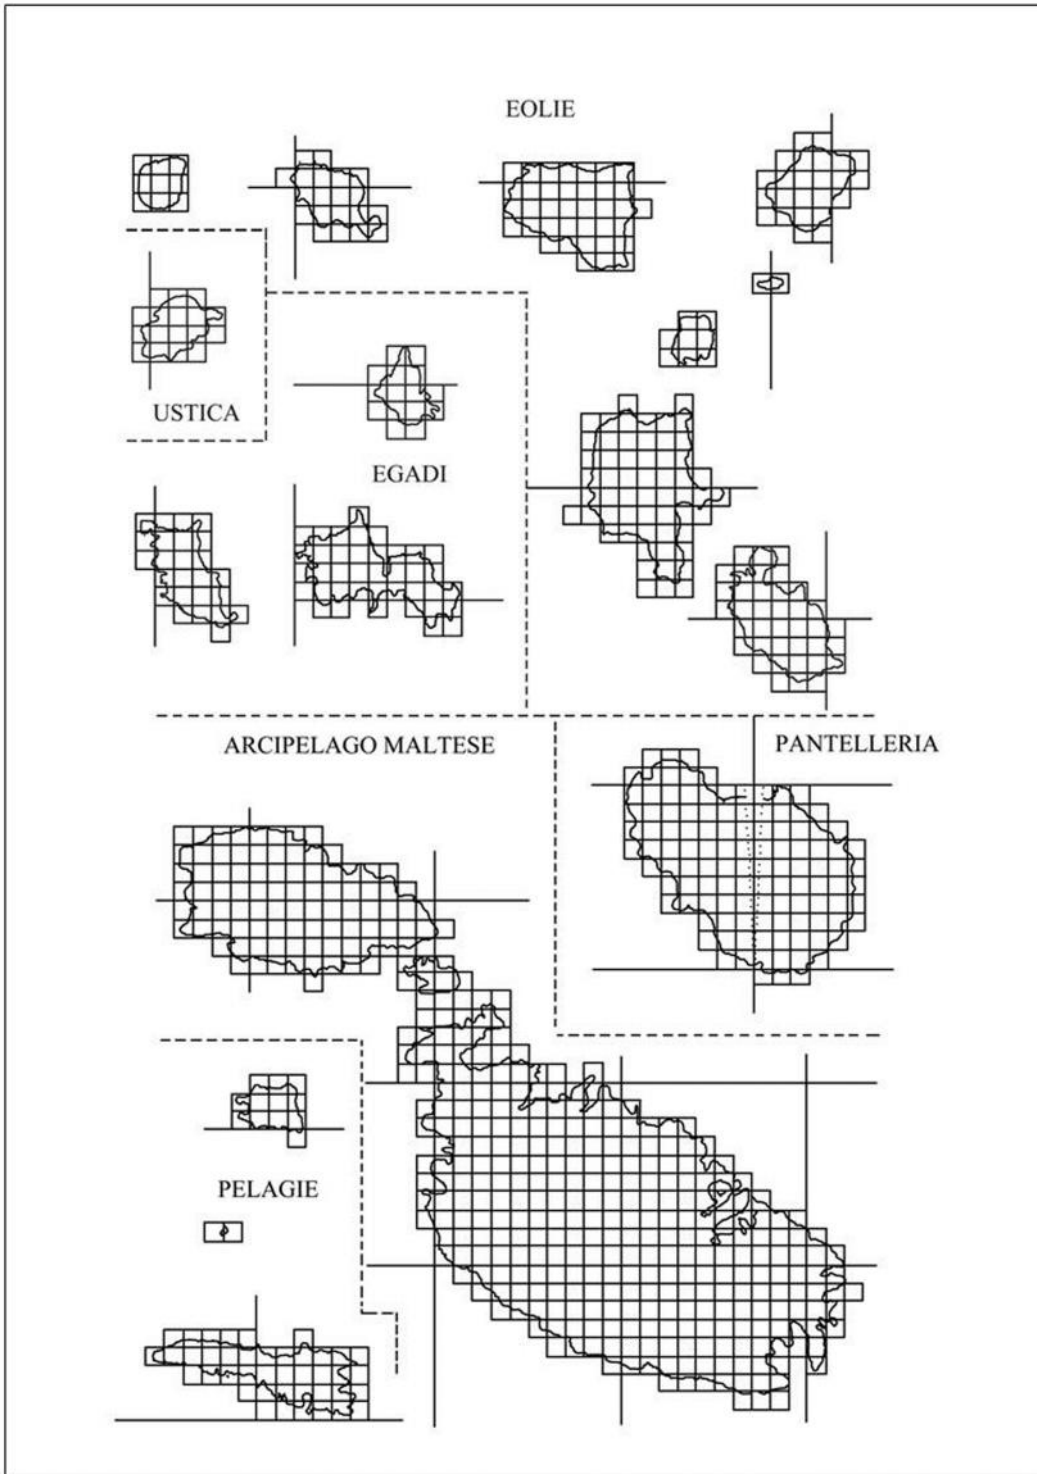 EOLIE
USTICA
EGADI
ARCIPELAGO MALTESE
PANTELLERIA
PELAGIE